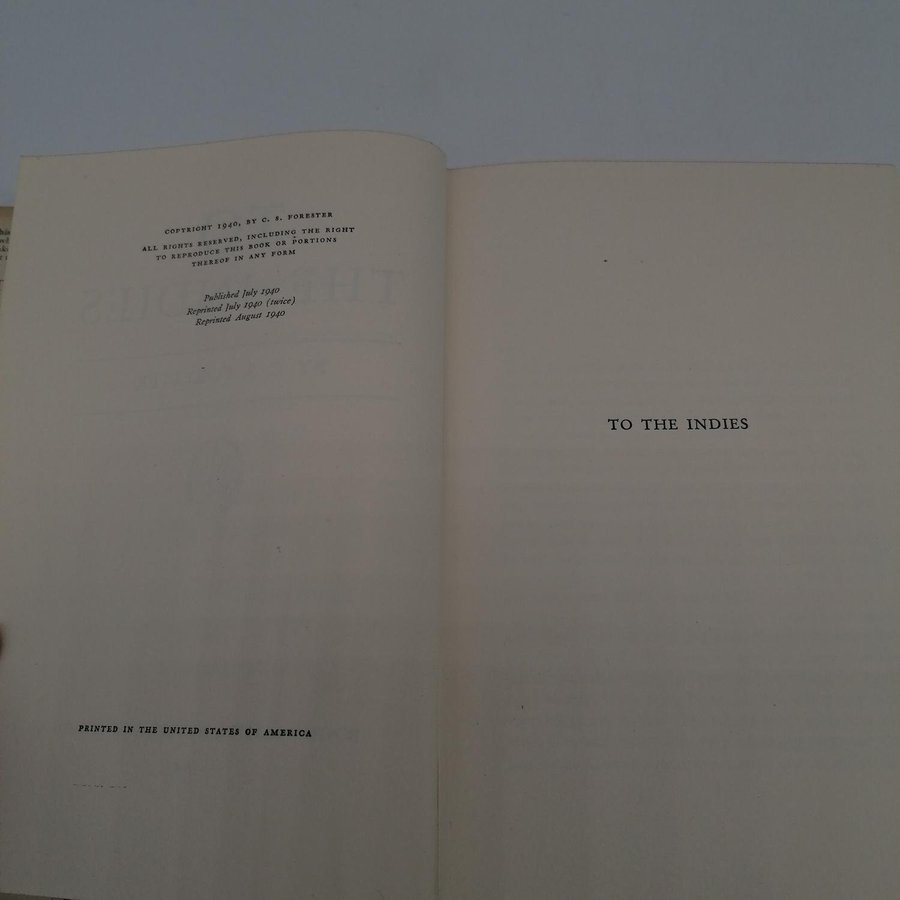 COPYRIGHT 1940, BY C. S. FORESTER
ALL RIGHTS RESERVED, INCLUDING THE RIGHT
TO REPRODUCE THIS BOOK OR PORTIONS
THEREOF IN ANY FORM
Published July 1940
Reprinted July 1940 (twice)
Reprinted August 1940
PRINTED IN THE UNITED STATES OF AMERICA
TO THE INDIES